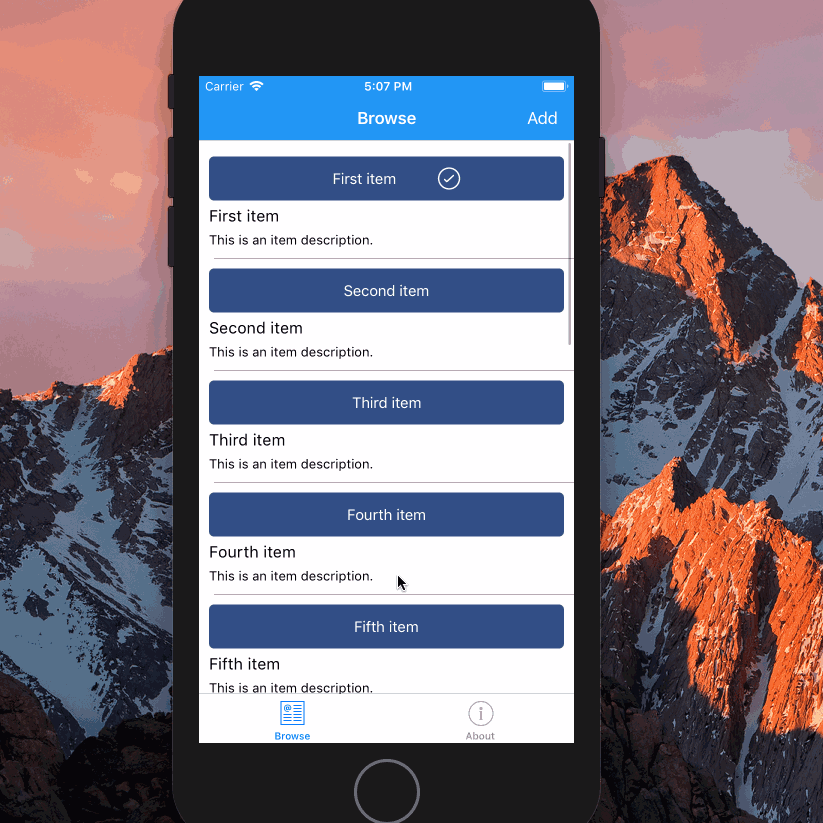 Carrier 5:07 PM
Browse Add
First item
First item
This is an item description.
Second item
Second item
This is an item description.
Third item
Third item
This is an item description.
Fourth item
Fourth item
This is an item description.
Fifth item
Fifth item
This is an item description.
Browse About